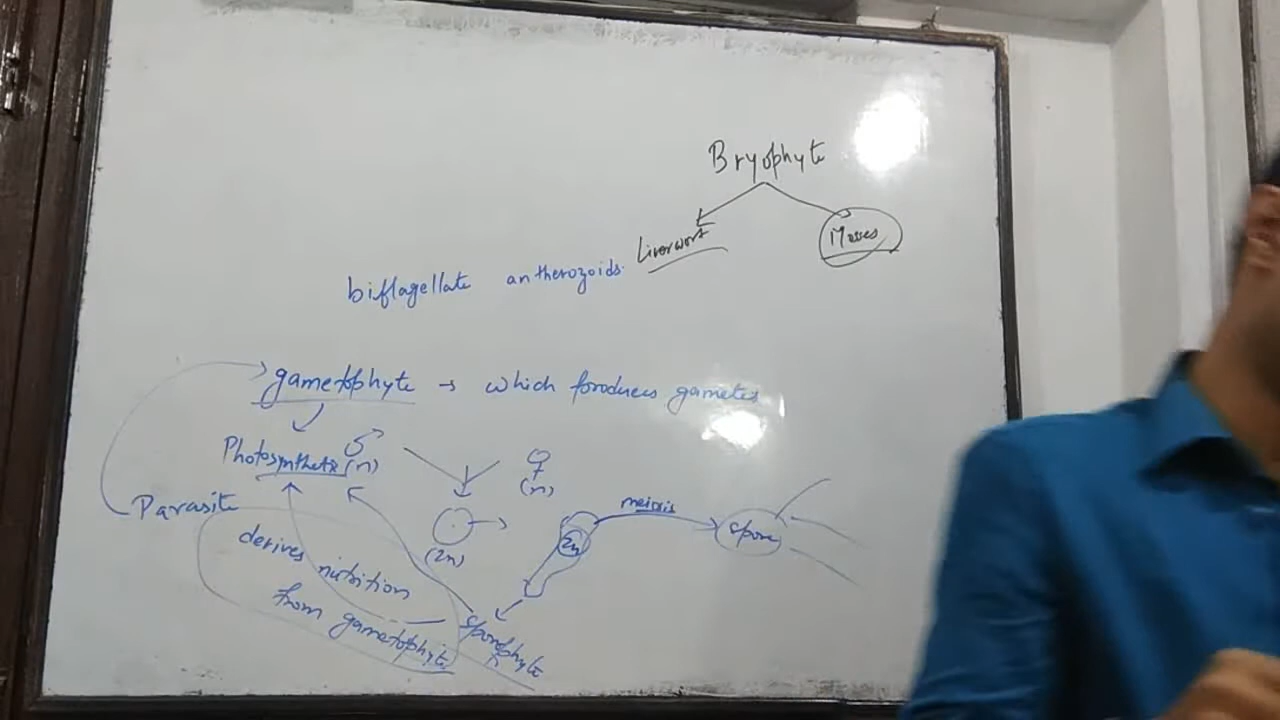 Bryophyte
Liverwort
Mosses
biflagellate antherozoids.
gametophyte → which produces gametes
Photosynthetic (n)
♂
♀
(n)
Parasite
(2n)
2n
meiosis
spore
derives nutrition
from gametophyte
sporophyte